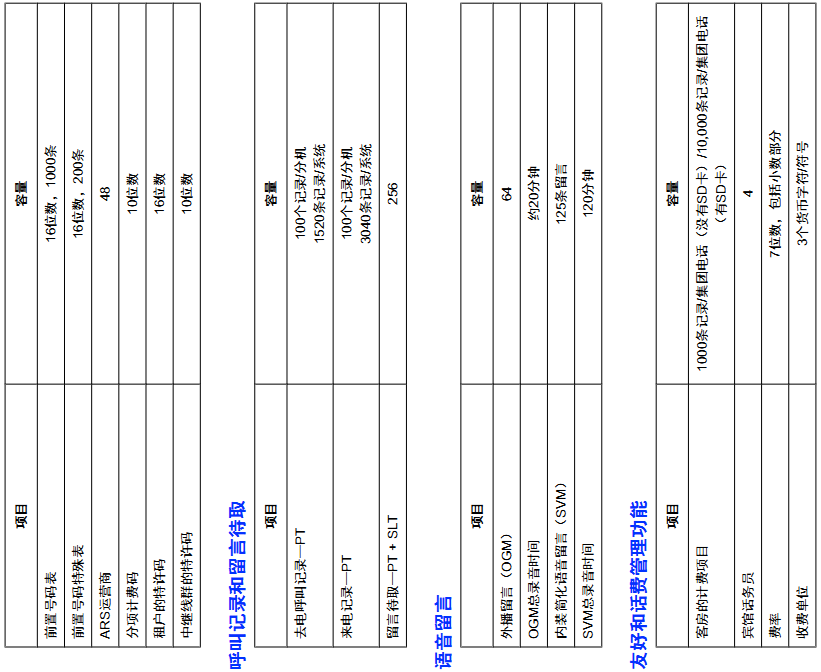 项目 容量
前置号码表 16位数，1000条
前置号码特殊表 16位数，200条
ARS运营商 48
分项计费码 10位数
租户的特许码 16位数
中继线群的特许码 10位数
呼叫记录和留言待取
项目 容量
去电呼叫记录—PT 100个记录/分机
1520条记录/系统
来电记录—PT 100个记录/分机
3040条记录/系统
留言待取—PT + SLT 256
语音留言
项目 容量
外播留言（OGM） 64
OGM总录音时间 约20分钟
内装简化语音留言（SVM） 125条留言
SVM总录音时间 120分钟
友好和话费管理功能
项目 容量
客房的计费项目 1000条记录/集团电话（没有SD卡）/10,000条记录/集团电话
（有SD卡）
宾馆话务员 4
费率 7位数，包括小数部分
收费单位 3个货币字符/符号